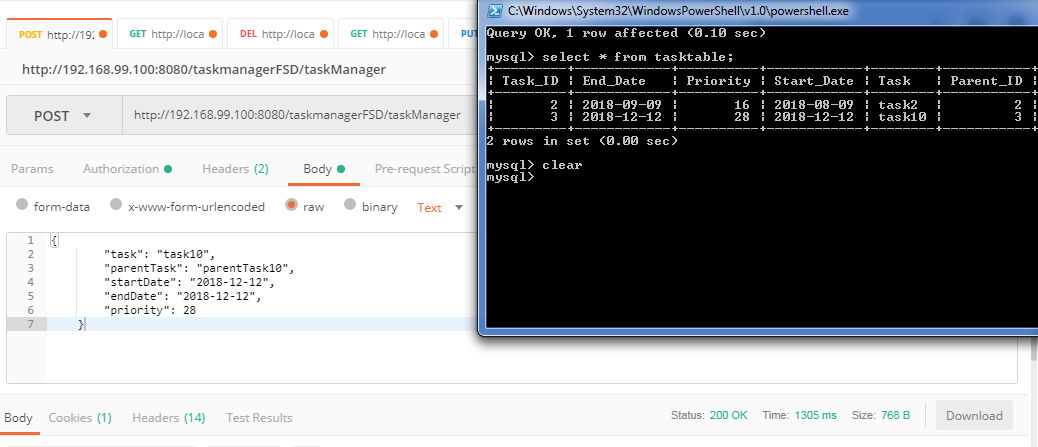 POST http://192
GET http://loca
DEL http://loca
GET http://loca
PUT
http://192.168.99.100:8080/taskmanagerFSD/taskManager
POST http://192.168.99.100:8080/taskmanagerFSD/taskManager
Params Authorization Headers (2) Body Pre-request Script
form-data x-www-form-urlencoded raw binary Text
1 {
2 "task": "task10",
3 "parentTask": "parentTask10",
4 "startDate": "2018-12-12",
5 "endDate": "2018-12-12",
6 "priority": 28
7 }
Body Cookies (1) Headers (14) Test Results Status: 200 OK Time: 1305 ms Size: 768 B Download
C:\Windows\System32\WindowsPowerShell\v1.0\powershell.exe
Query OK, 1 row affected (0.10 sec)
mysql> select * from tasktable;
+---------+------------+----------+------------+--------+-----------+
| Task_ID | End_Date | Priority | Start_Date | Task | Parent_ID |
+---------+------------+----------+------------+--------+-----------+
| 2 | 2018-09-09 | 16 | 2018-08-09 | task2 | 2 |
| 3 | 2018-12-12 | 28 | 2018-12-12 | task10 | 3 |
+---------+------------+----------+------------+--------+-----------+
2 rows in set (0.00 sec)
mysql> clear
mysql>